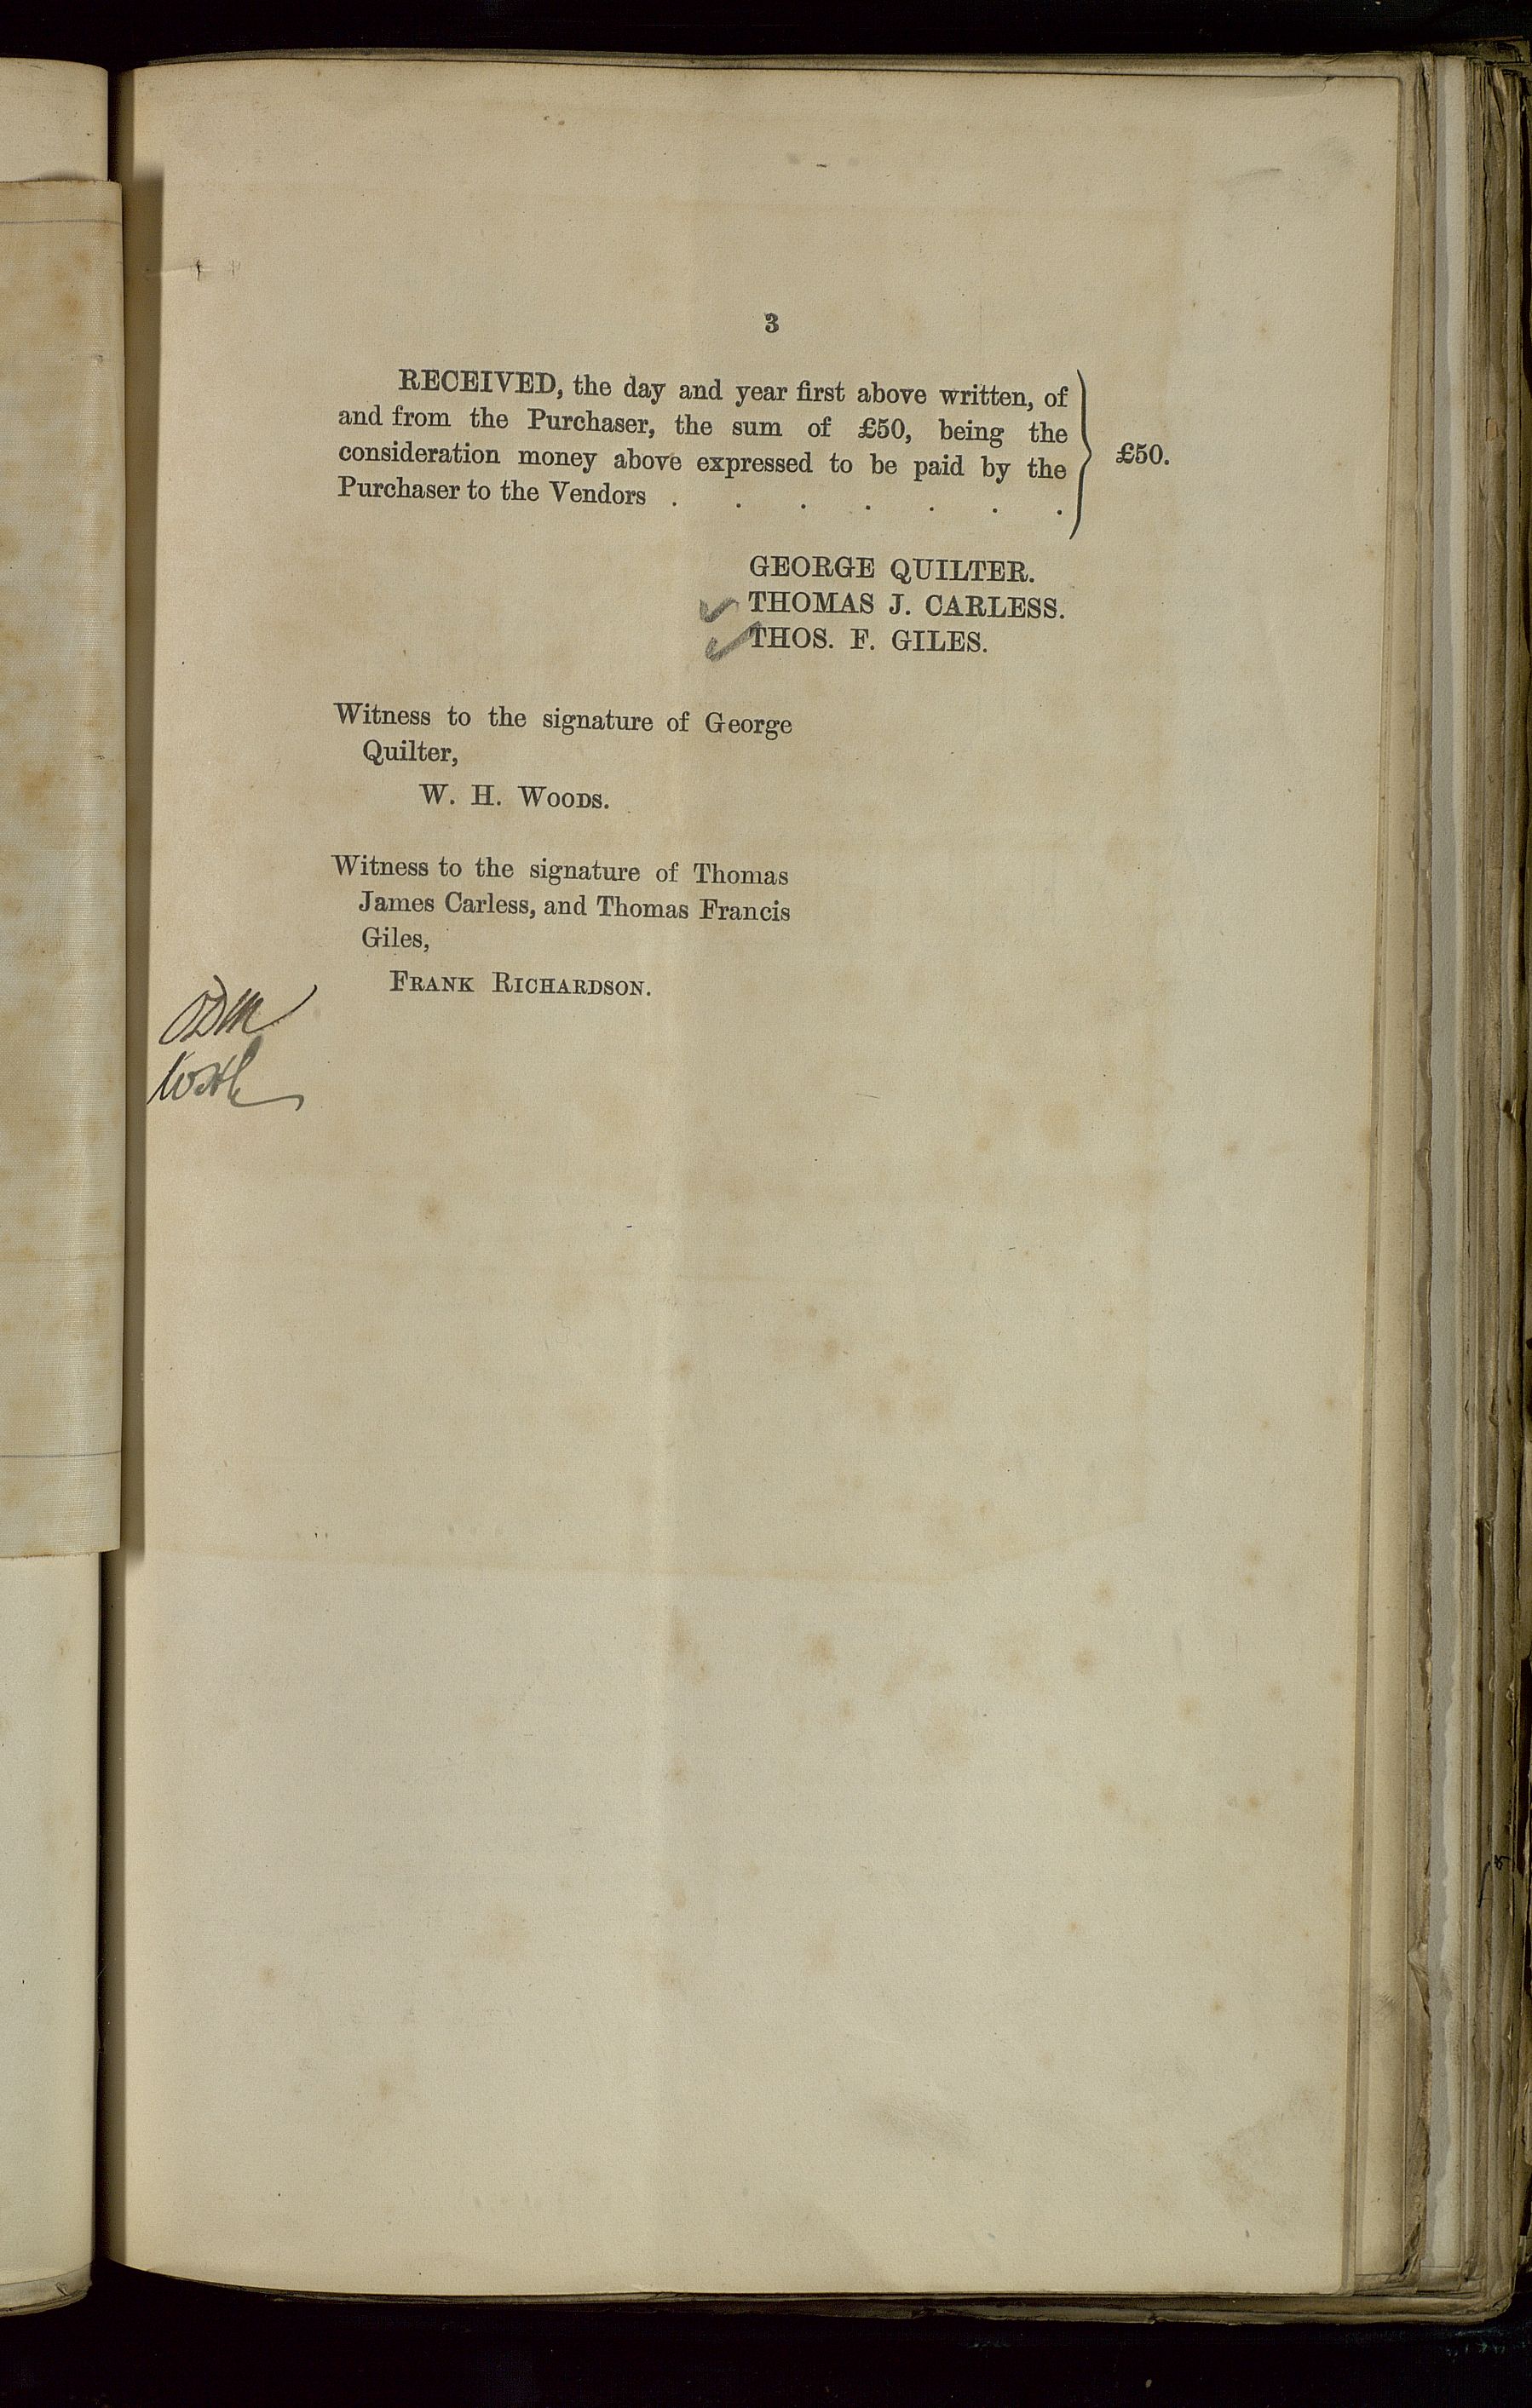 3
RECEIVED, the day and year first above written, of
and from the Purchaser, the sum of £50, being the
consideration money above expressed to be paid by the
Purchaser to the Vendors . . . . . . .
£50.
GEORGE QUILTER.
THOMAS J. CARLESS.
THOS. F. GILES.
Witness to the signature of George
Quilter,
W. H. WOODS.
Witness to the signature of Thomas
James Carless, and Thomas Francis
Giles,
FRANK RICHARDSON.